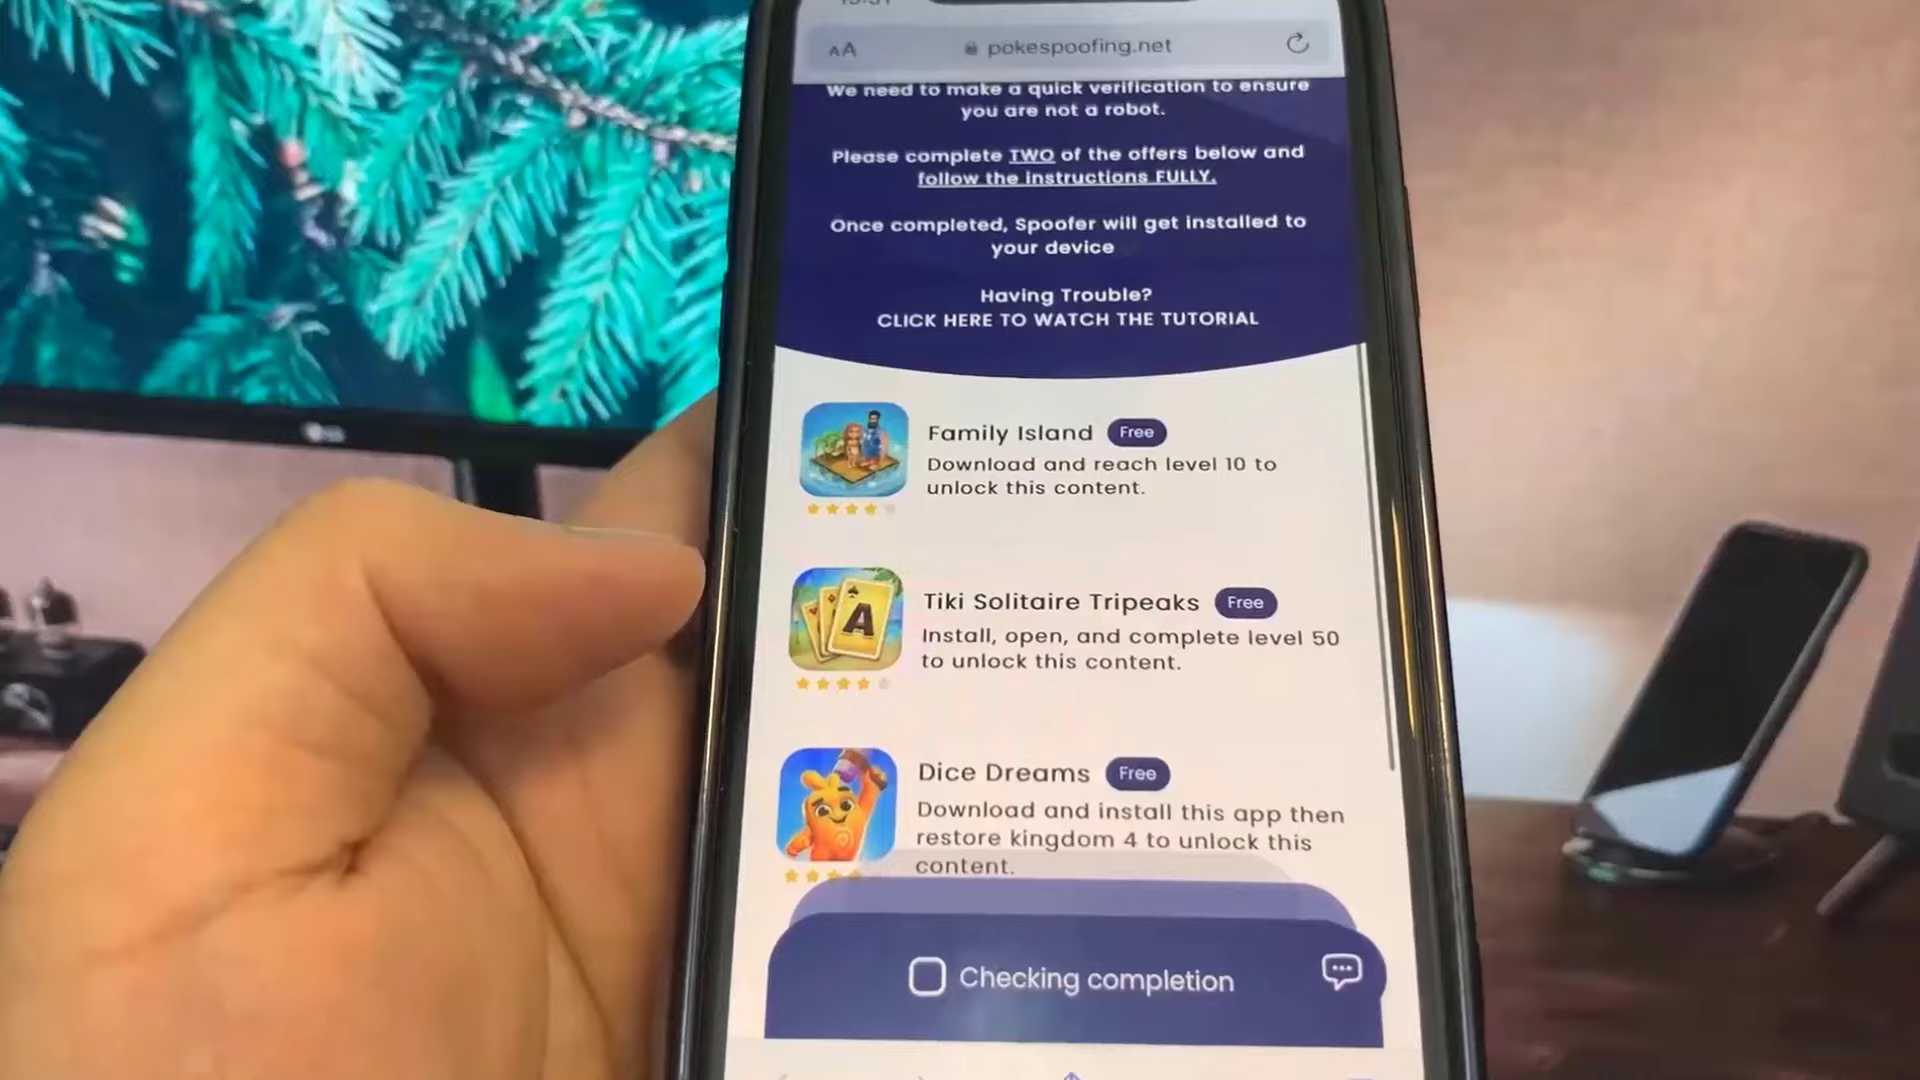 AA pokespoofing.net
We need to make a quick verification to ensure
you are not a robot.
Please complete TWO of the offers below and
follow the instructions FULLY.
Once completed, Spoofer will get installed to
your device
Having Trouble?
CLICK HERE TO WATCH THE TUTORIAL
Family Island Free
Download and reach level 10 to
unlock this content.
A
Tiki Solitaire Tripeaks Free
Install, open, and complete level 50
to unlock this content.
Dice Dreams Free
Download and install this app then
restore kingdom 4 to unlock this
content.
Checking completion